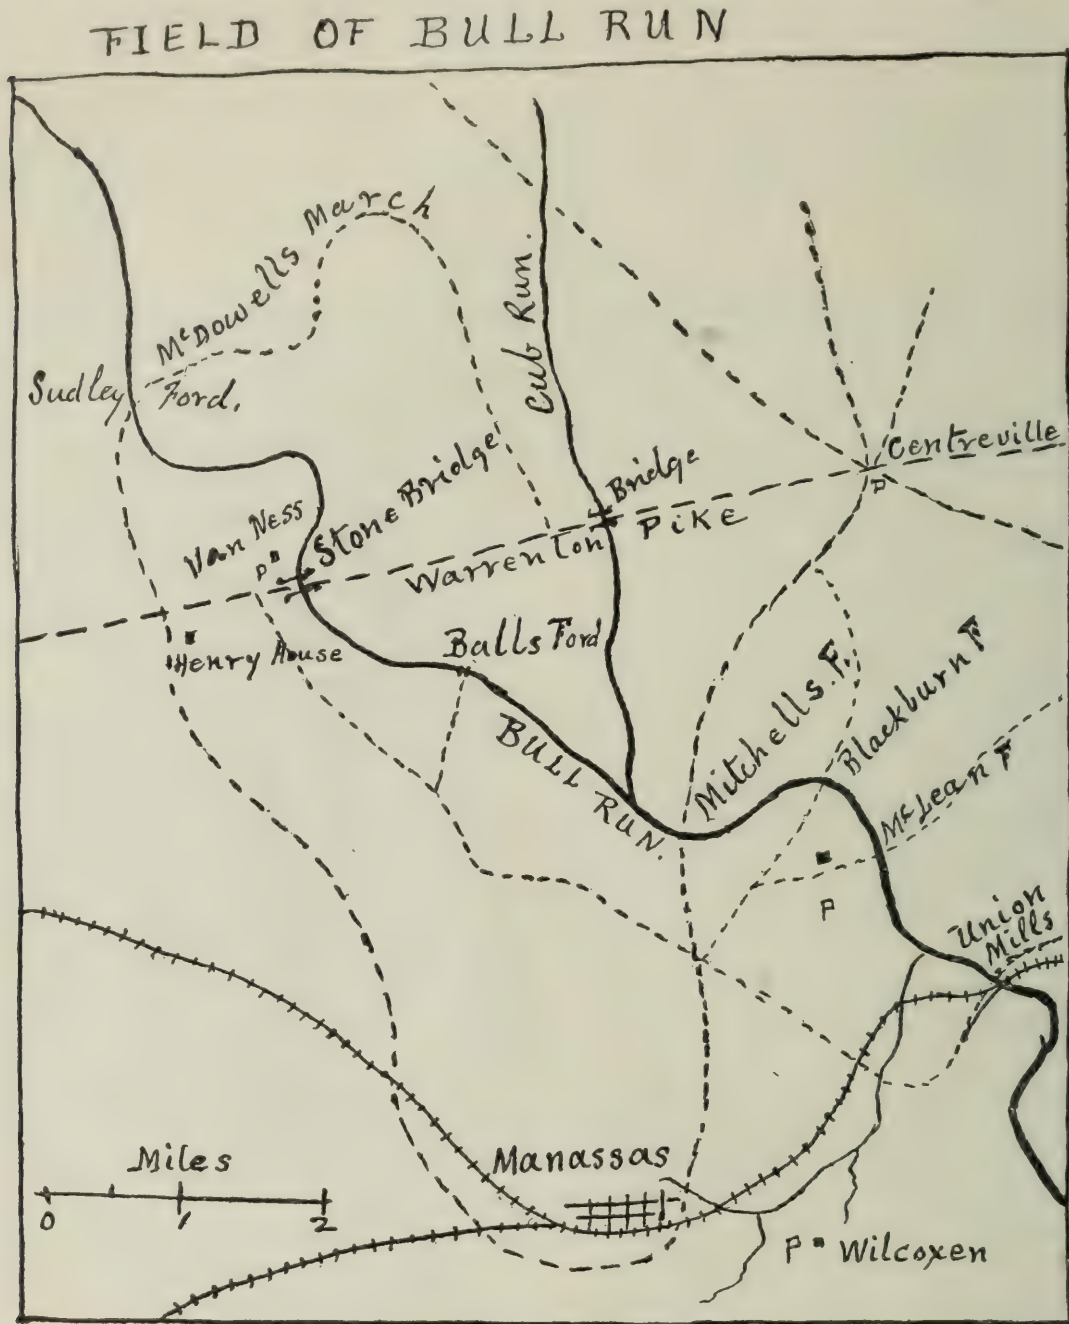 FIELD OF BULL RUN
McDowells March
Cub Run.
Sudley Ford.
Centreville
P
Bridge
Stone Bridge
Van Ness
P
Warrenton Pike
Henry House
Balls Ford
BULL RUN.
Mitchells. F.
Blackburn F
McLean F
P
Union
Mills
Miles
0 1 2
Manassas
P Wilcoxen